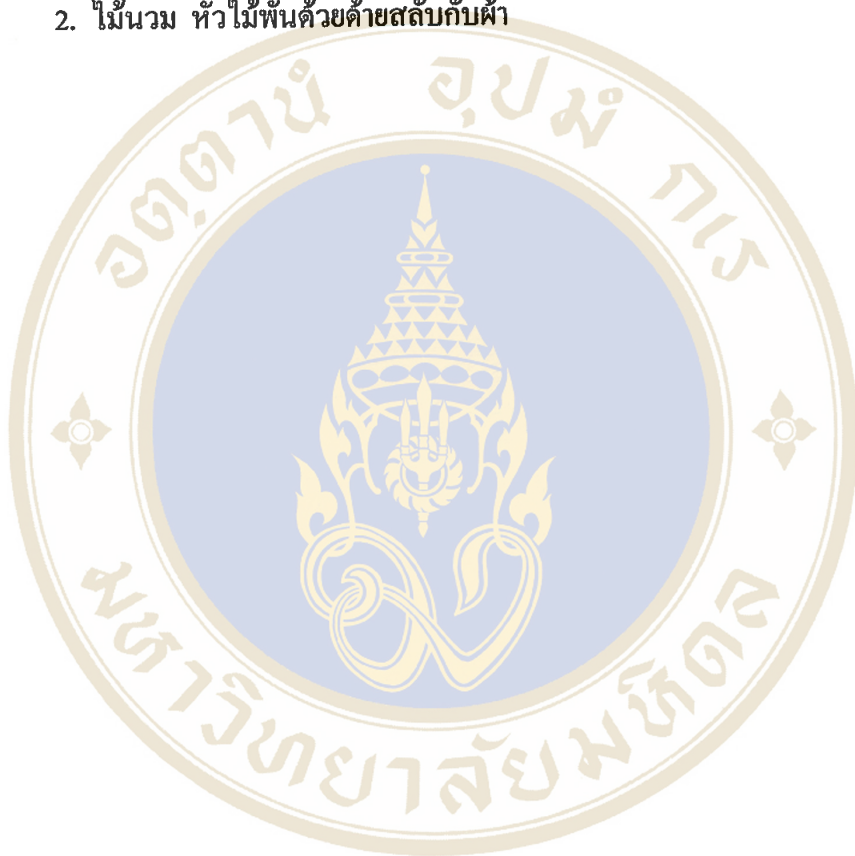 2. ไม้นวม หัวไม้พันด้วยด้ายสลับกับผ้า
อตฺตานํ อุปมํ กเร
มหาวิทยาลัยมหิดล